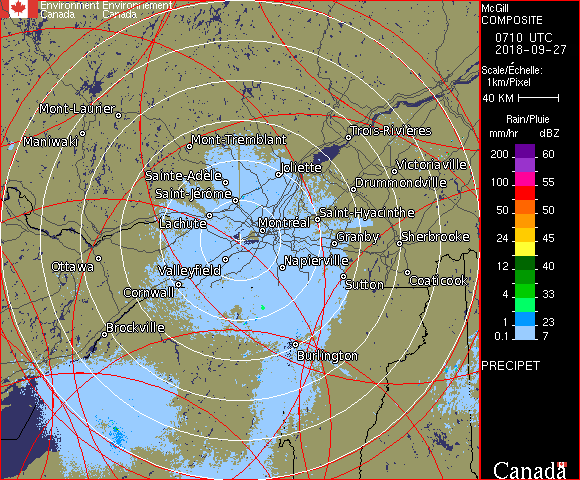 Environment Environnement
Canada Canada
McGill
COMPOSITE
0710 UTC
2018-09-27
Scale/Échelle:
1km/Pixel
40 KM
Rain/Pluie
mm/hr dBZ
200 60
100 55
50 50
24 45
12 40
4 33
1 23
0.1 7
PRECIPET
Canada
Mont-Laurier
Maniwaki
Mont-Tremblant
Trois-Rivières
Joliette
Victoriaville
Sainte-Adèle
Drummondville
Saint-Jérôme
Saint-Hyacinthe
Lachute
Montréal
Granby
Sherbrooke
Ottawa
Valleyfield
Napierville
Cornwall
Sutton
Coaticook
Brockville
Burlington